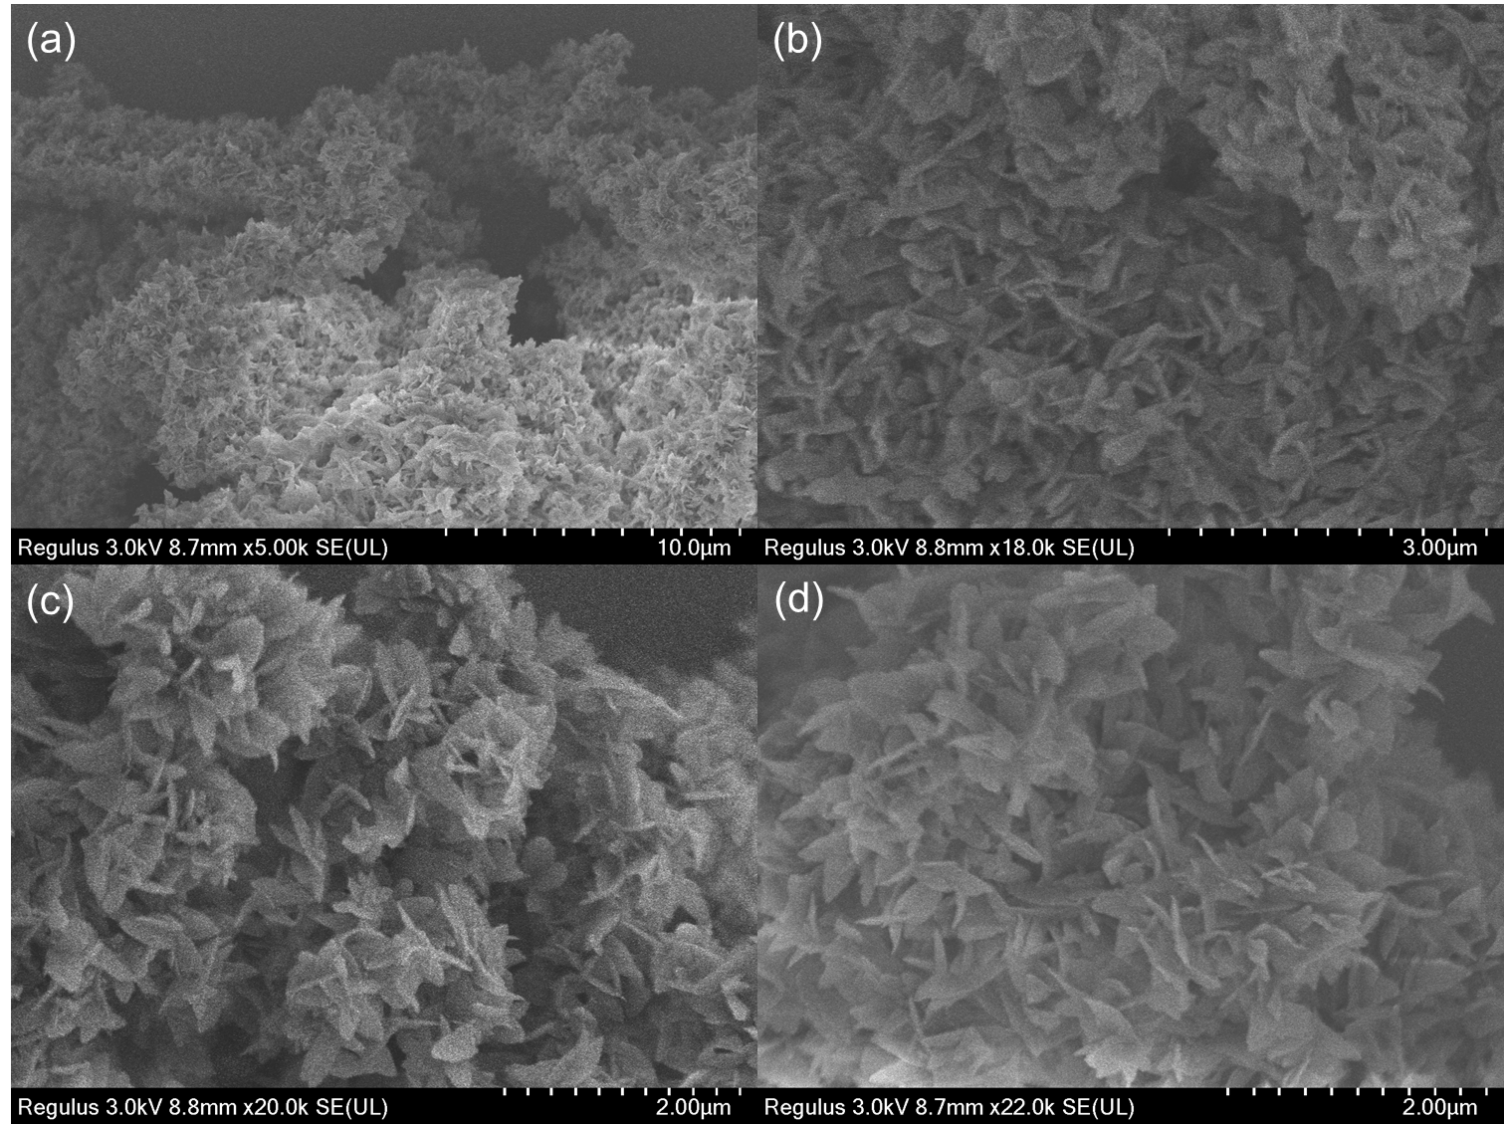 (a)
(b)
Regulus 3.0kV 8.7mm x5.00k SE(UL) 10.0µm
Regulus 3.0kV 8.8mm x18.0k SE(UL) 3.00µm
(c)
(d)
Regulus 3.0kV 8.8mm x20.0k SE(UL) 2.00µm
Regulus 3.0kV 8.7mm x22.0k SE(UL) 2.00µm